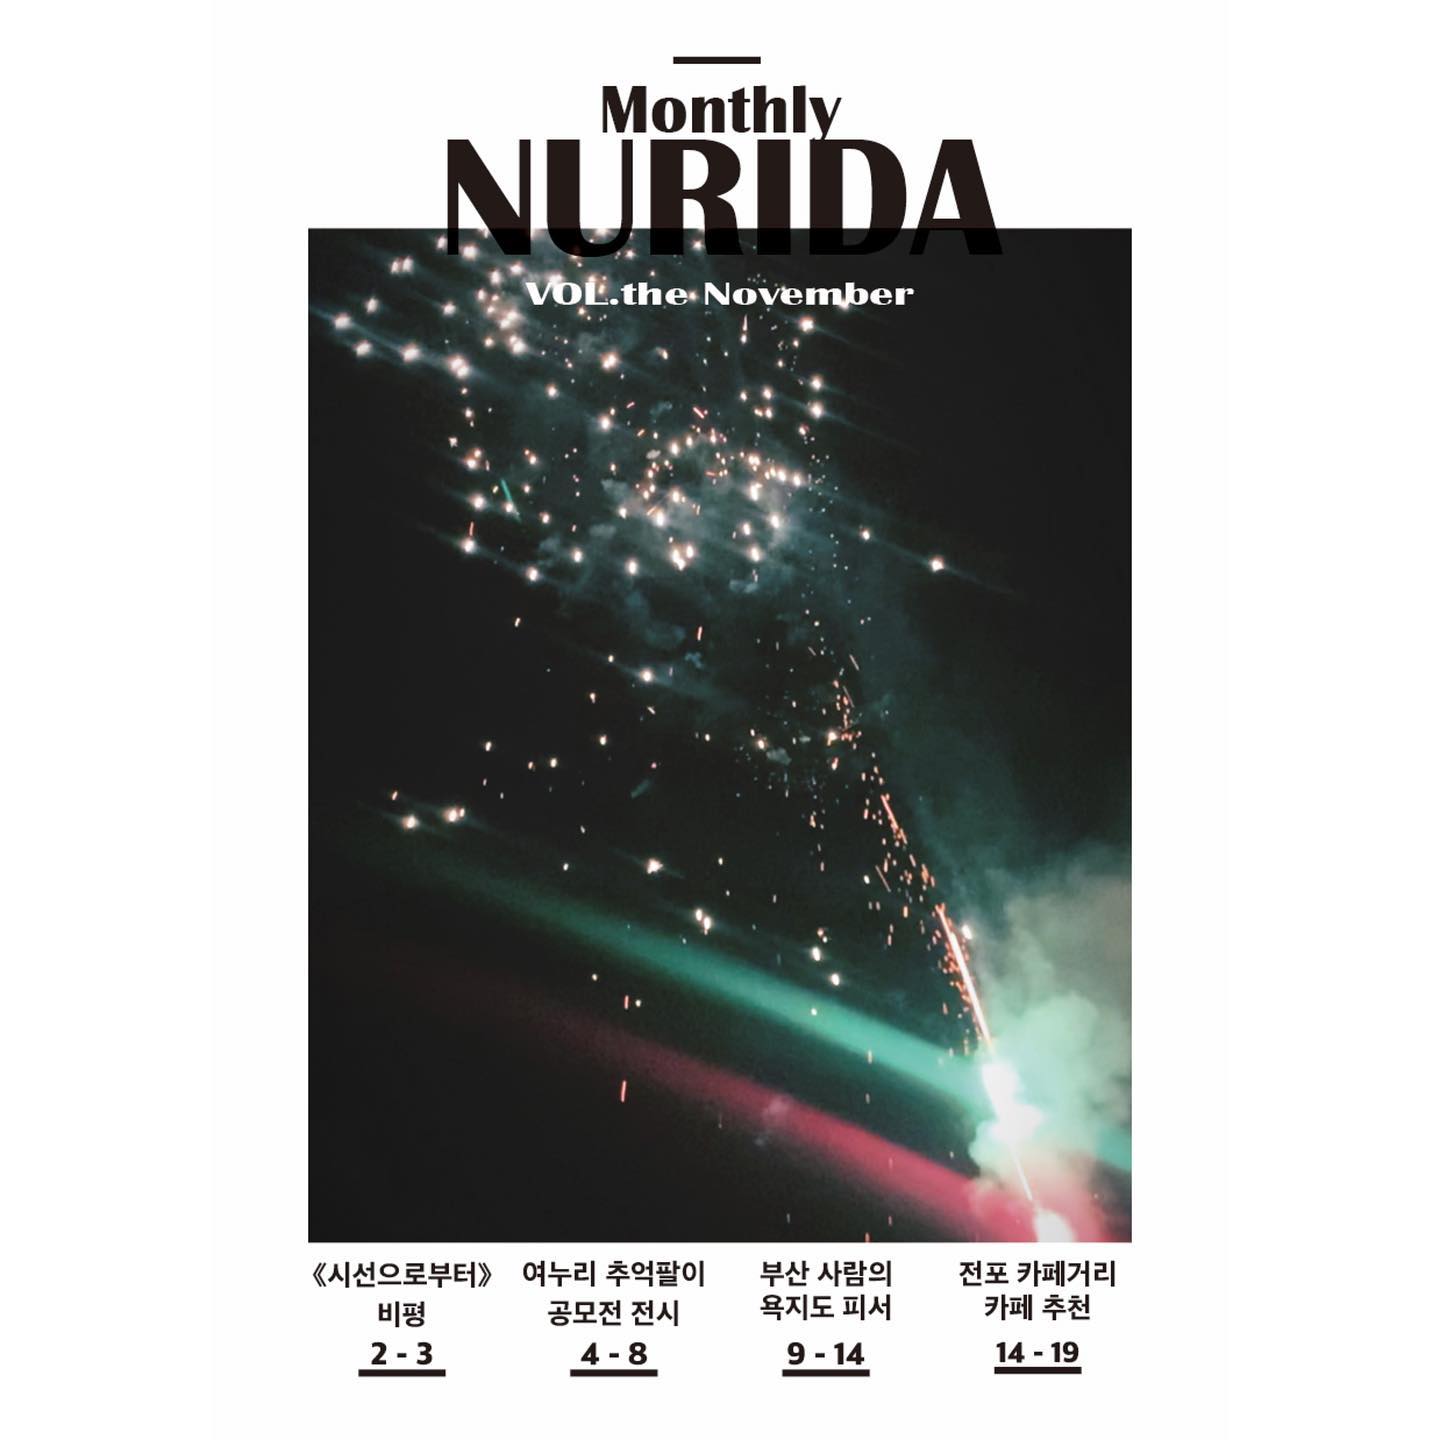 Monthly
NURIDA
VOL.the November
《시선으로부터》
비평
2 - 3
여누리 추억팔이
공모전 전시
4 - 8
부산 사람의
욕지도 피서
9 - 14
전포 카페거리
카페 추천
14 - 19